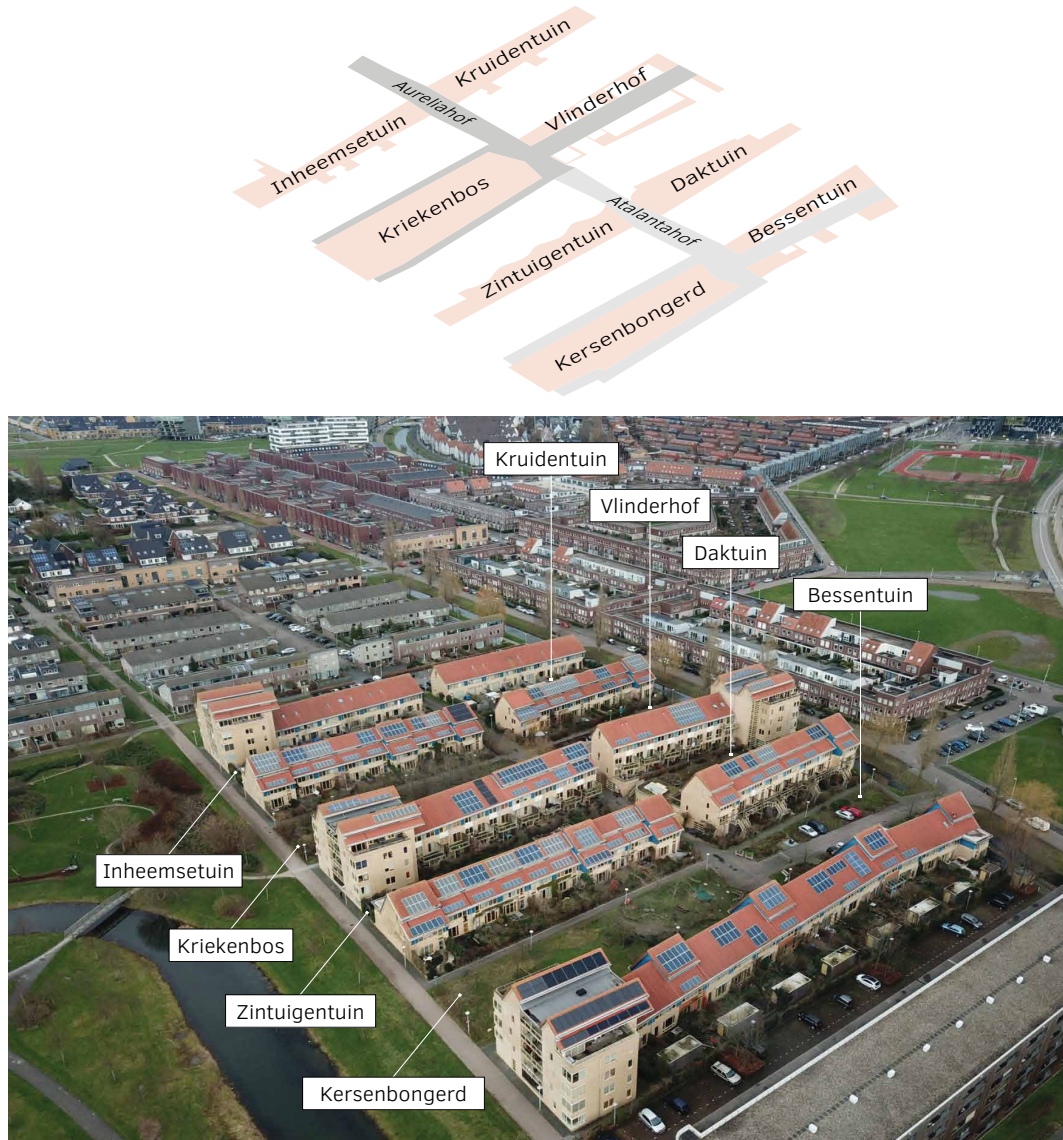 Kruidentuin
Aureliahof
Vlinderhof
Inheemsetuin
Daktuin
Kriekenbos
Atalantahof
Bessentuin
Zintuigentuin
Kersenbongerd
Kruidentuin
Vlinderhof
Daktuin
Bessentuin
Inheemsetuin
Kriekenbos
Zintuigentuin
Kersenbongerd